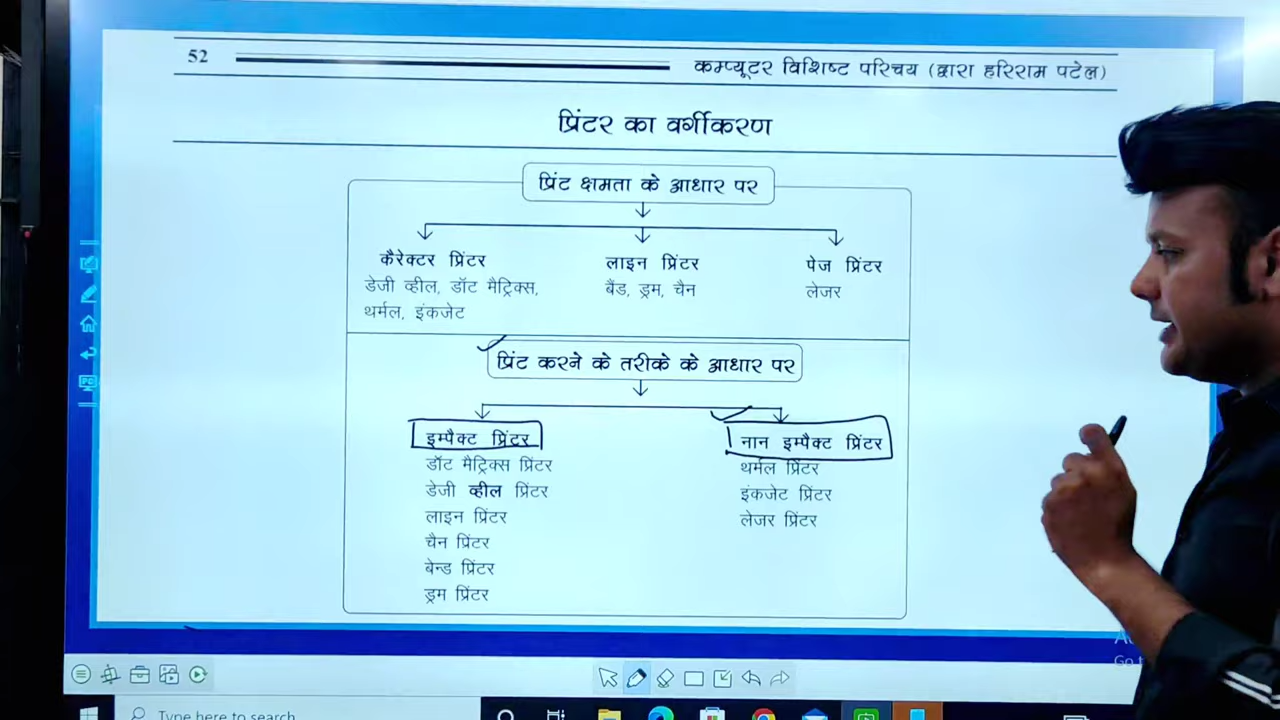 52
कम्प्यूटर विशिष्ट परिचय (द्वारा हरिराम पटेल)
प्रिंटर का वर्गीकरण
प्रिंट क्षमता के आधार पर
कैरेक्टर प्रिंटर
डेजी व्हील, डॉट मैट्रिक्स,
थर्मल, इंकजेट
लाइन प्रिंटर
बैंड, ड्रम, चैन
पेज प्रिंटर
लेजर
प्रिंट करने के तरीके के आधार पर
इम्पैक्ट प्रिंटर
डॉट मैट्रिक्स प्रिंटर
डेजी व्हील प्रिंटर
लाइन प्रिंटर
चैन प्रिंटर
बेन्ड प्रिंटर
ड्रम प्रिंटर
नान इम्पैक्ट प्रिंटर
थर्मल प्रिंटर
इंकजेट प्रिंटर
लेजर प्रिंटर
Type here to search